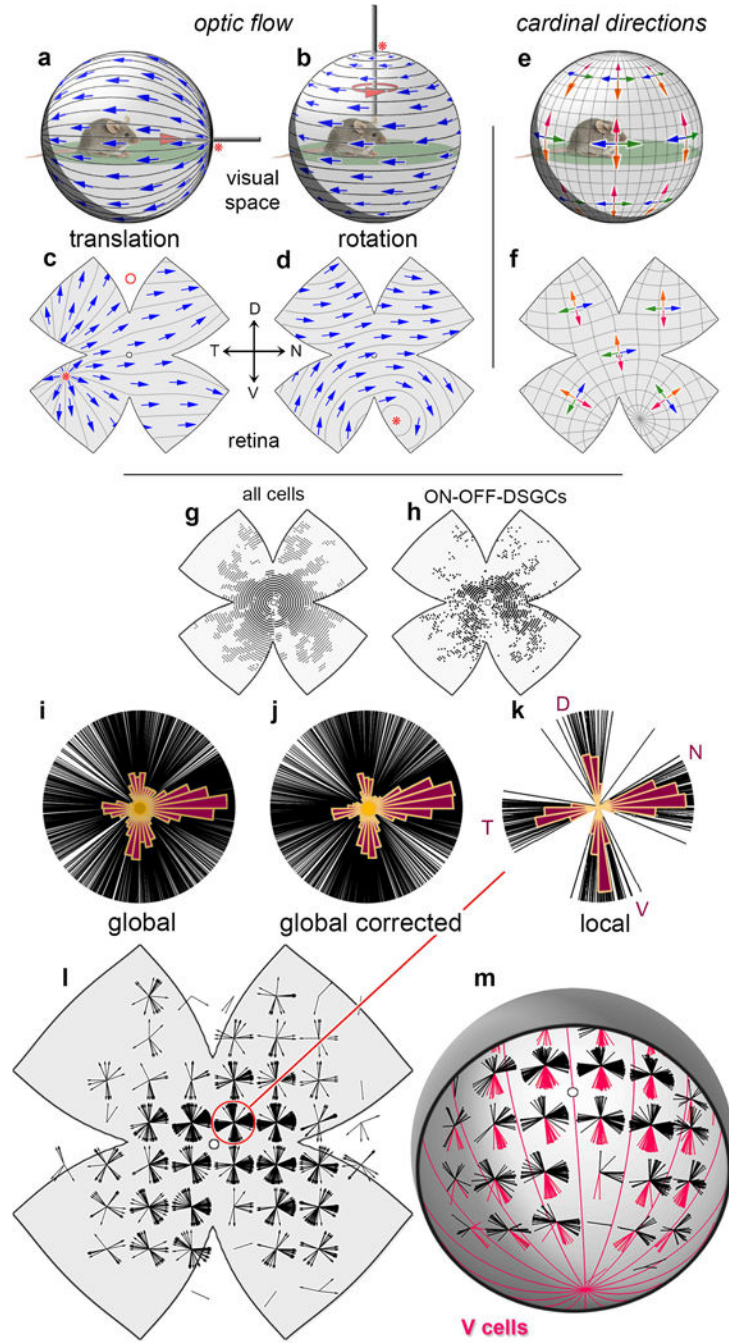 optic flow
cardinal directions
a
b
e
visual
space
translation
rotation
c
d
f
D
T
N
V
retina
all cells
ON-OFF-DSGCs
g
h
i
j
k
D
N
T
V
global
global corrected
local
l
m
V cells